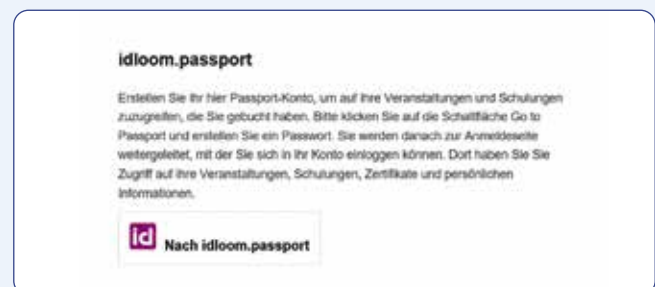 idloom.passport
Erstellen Sie Ihr hier Passport-Konto, um auf Ihre Veranstaltungen und Schulungen
zuzugreifen, die Sie gebucht haben. Bitte klicken Sie auf die Schaltfläche Go to
Passport und erstellen Sie ein Passwort. Sie werden danach zur Anmeldeseite
weitergeleitet, mit der Sie sich in Ihr Konto einloggen können. Dort haben Sie Sie
Zugriff auf Ihre Veranstaltungen, Schulungen, Zertifikate und persönlichen
Informationen.
id Nach idloom.passport